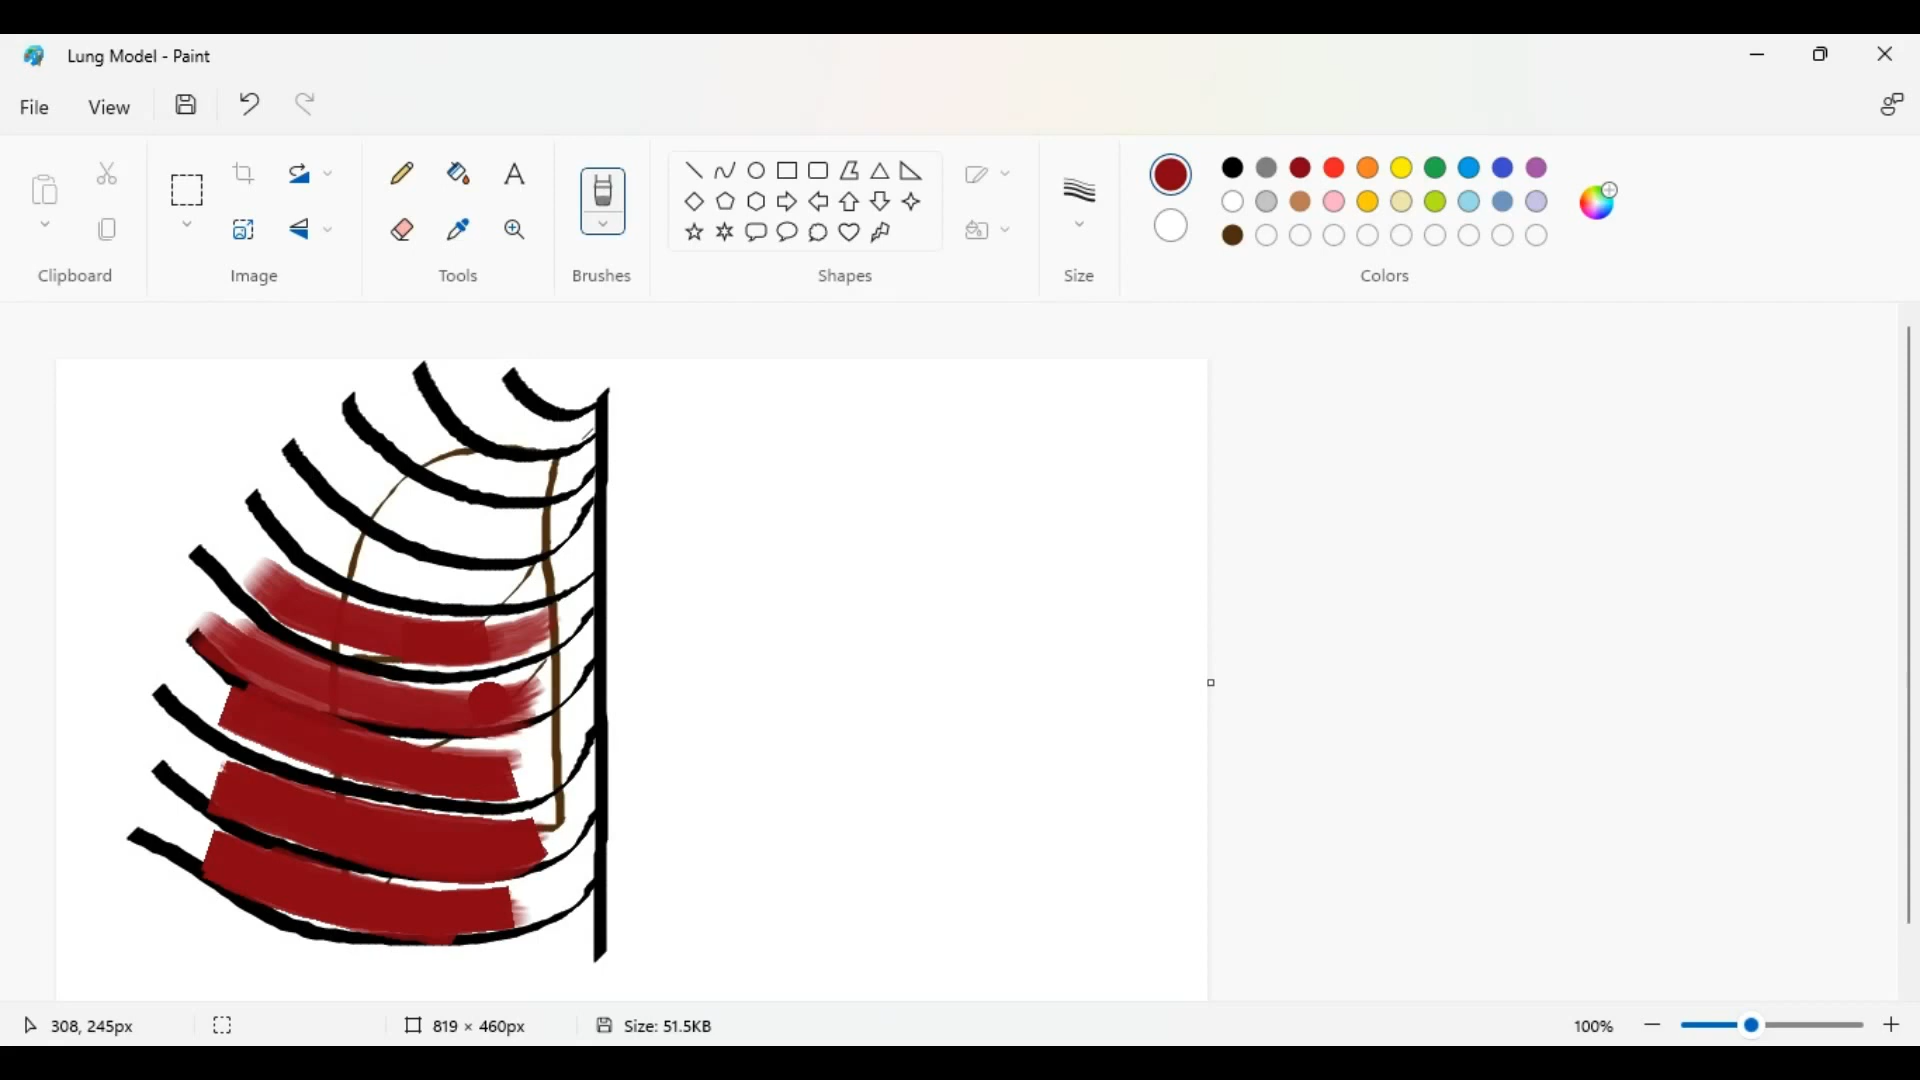 Lung Model - Paint
File View
Clipboard Image Tools Brushes Shapes Size Colors
308, 245px 819 × 460px Size: 51.5KB 100%